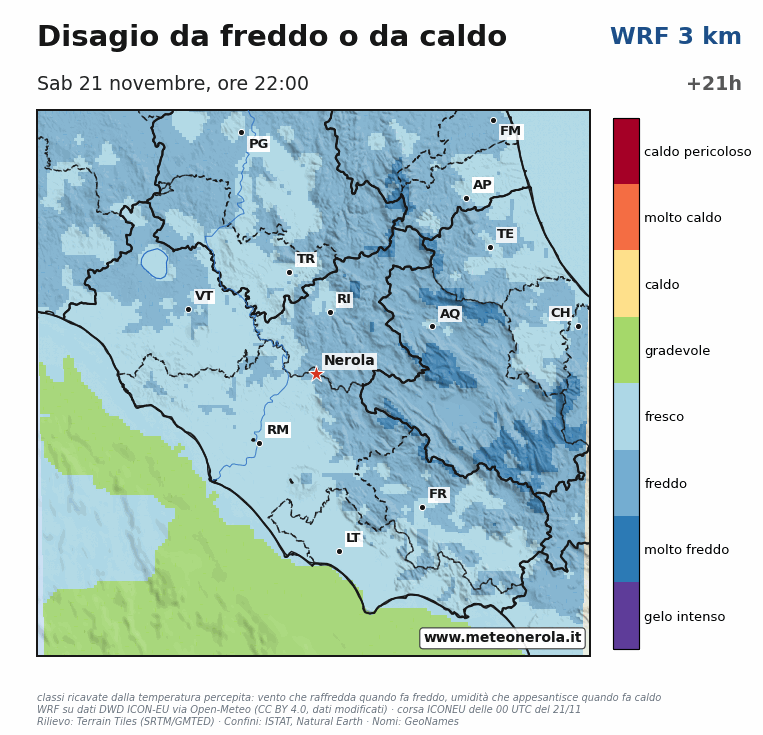 Disagio da freddo o da caldo
WRF 3 km
Sab 21 novembre, ore 22:00
+21h
FM
PG
AP
TE
TR
VT
RI
AQ
CH
Nerola
RM
FR
LT
www.meteonerola.it
caldo pericoloso
molto caldo
caldo
gradevole
fresco
freddo
molto freddo
gelo intenso
classi ricavate dalla temperatura percepita: vento che raffredda quando fa freddo, umidità che appesantisce quando fa caldo
WRF su dati DWD ICON-EU via Open-Meteo (CC BY 4.0, dati modificati) · corsa ICONEU delle 00 UTC del 21/11
Rilievo: Terrain Tiles (SRTM/GMTED) · Confini: ISTAT, Natural Earth · Nomi: GeoNames